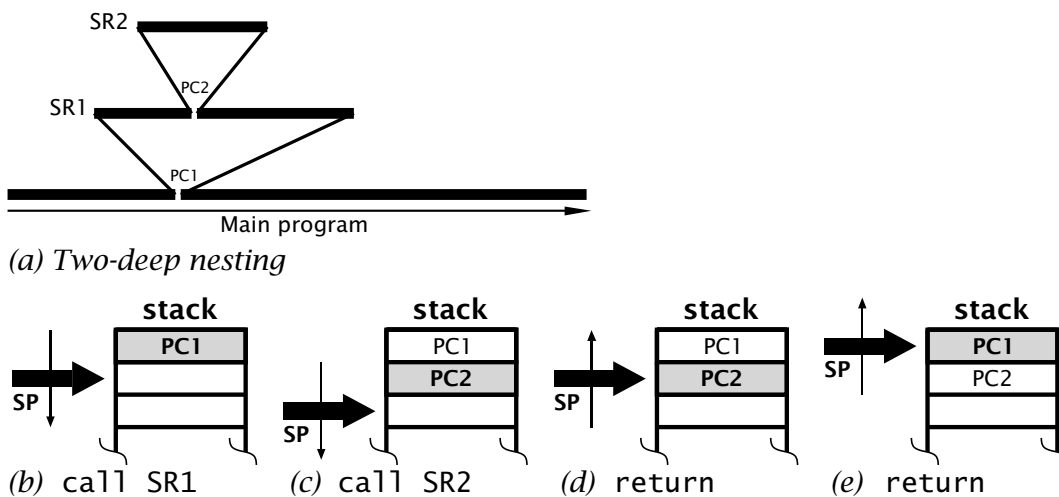 SR2
PC2
SR1
PC1
Main program
(a) Two-deep nesting
stack stack stack stack
PC1 PC1 PC1 PC1
PC2 PC2 PC2
SP SP SP SP
(b) call SR1 (c) call SR2 (d) return (e) return